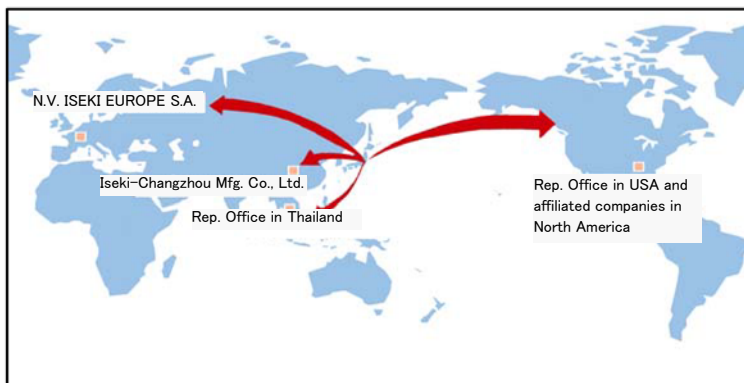 N.V. ISEKI EUROPE S.A.
Iseki-Changzhou Mfg. Co., Ltd.
Rep. Office in Thailand
Rep. Office in USA and
affiliated companies in
North America